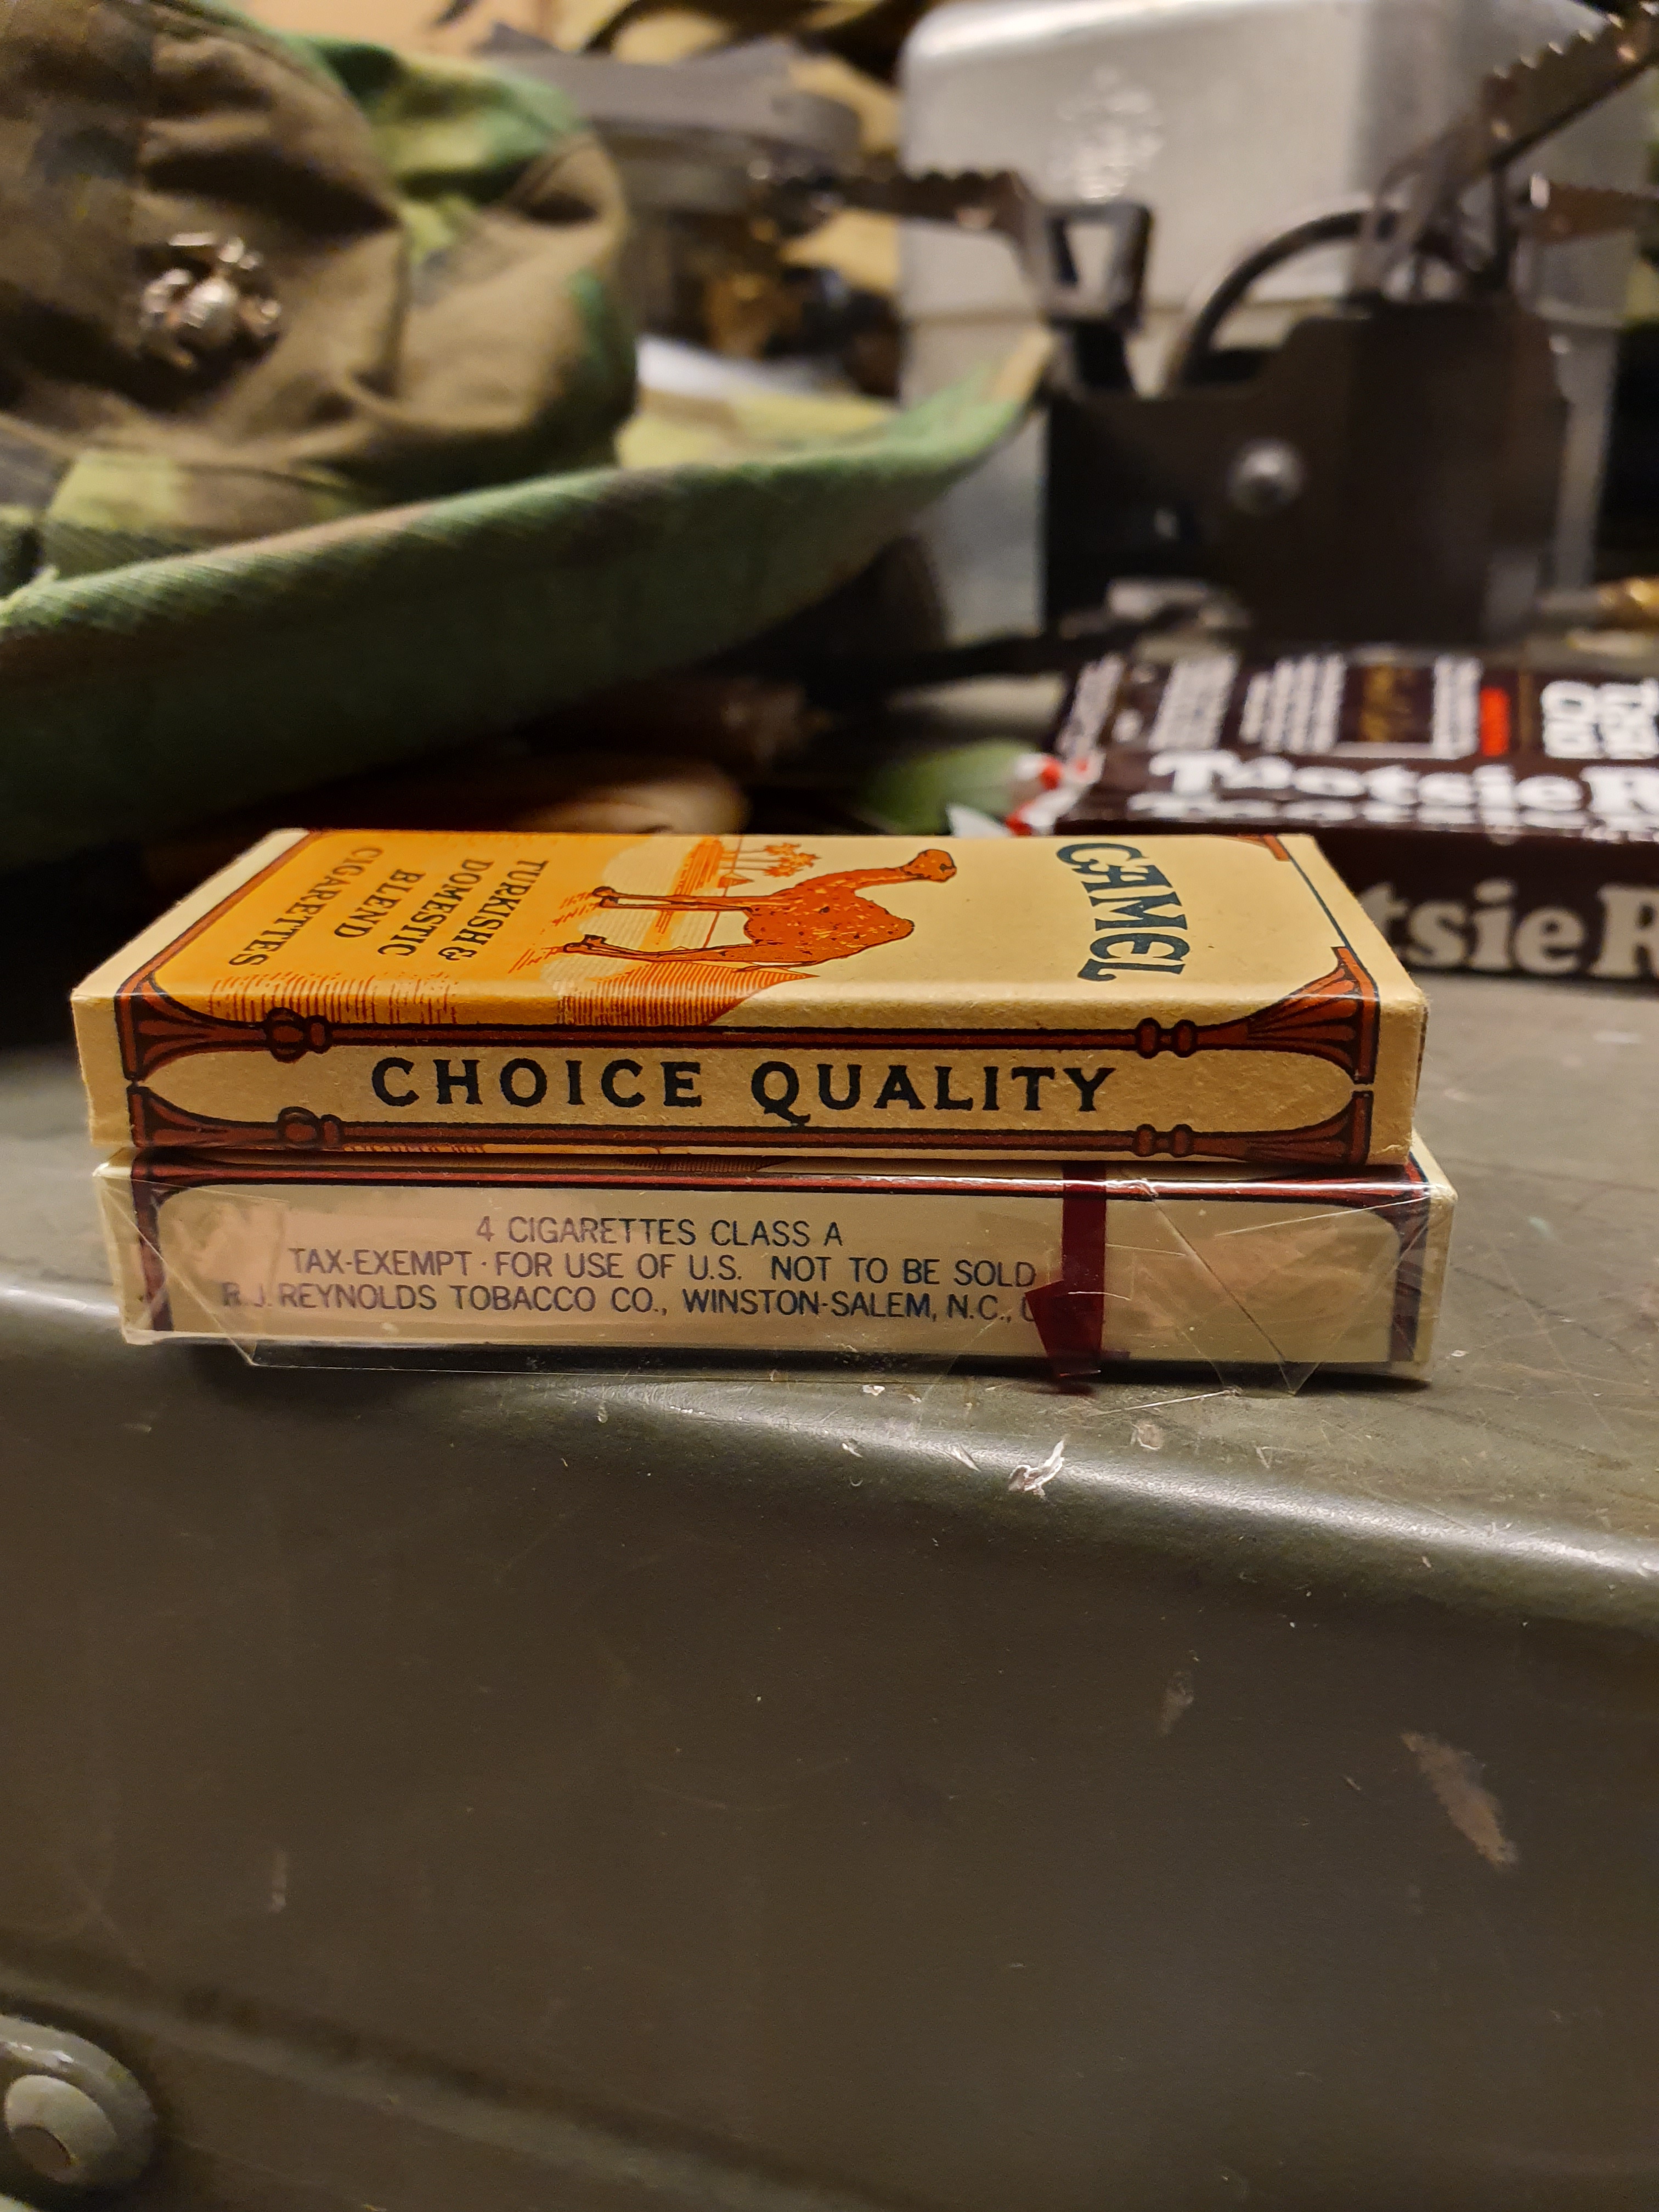 CAMEL
TURKISH &
DOMESTIC
BLEND
CIGARETTES
CHOICE QUALITY
4 CIGARETTES CLASS A
TAX-EXEMPT · FOR USE OF U.S. NOT TO BE SOLD
R.J. REYNOLDS TOBACCO CO., WINSTON-SALEM, N.C.,
Tootsie R
tsie R